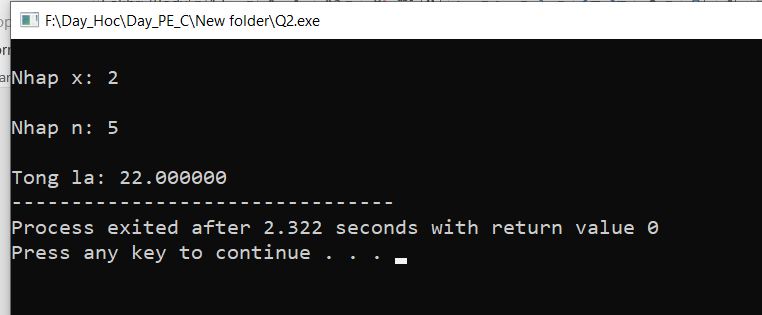 F:\Day_Hoc\Day_PE_C\New folder\Q2.exe
Nhap x: 2
Nhap n: 5
Tong la: 22.000000
--------------------------------
Process exited after 2.322 seconds with return value 0
Press any key to continue . . .